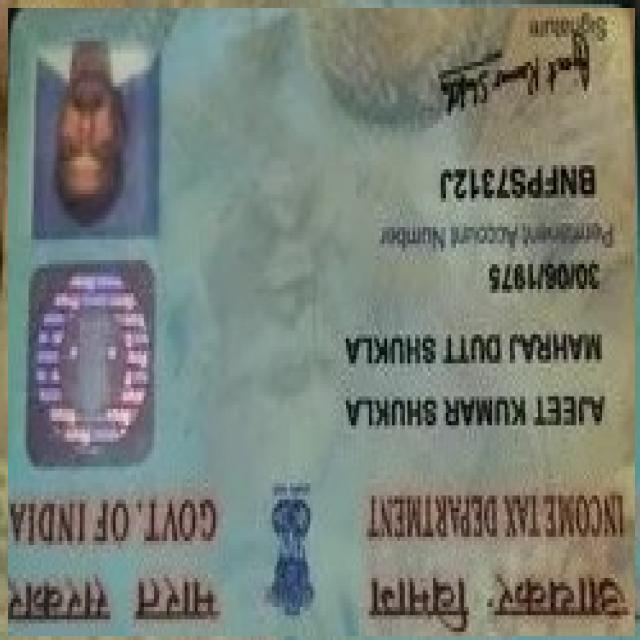 आयकर विभाग
भारत सरकार
INCOME TAX DEPARTMENT
GOVT. OF INDIA
AJEET KUMAR SHUKLA
MAHRAJ DUTT SHUKLA
30/06/1975
Permanent Account Number
BNFPS7312J
Ajeet Kumar Shukla
Signature